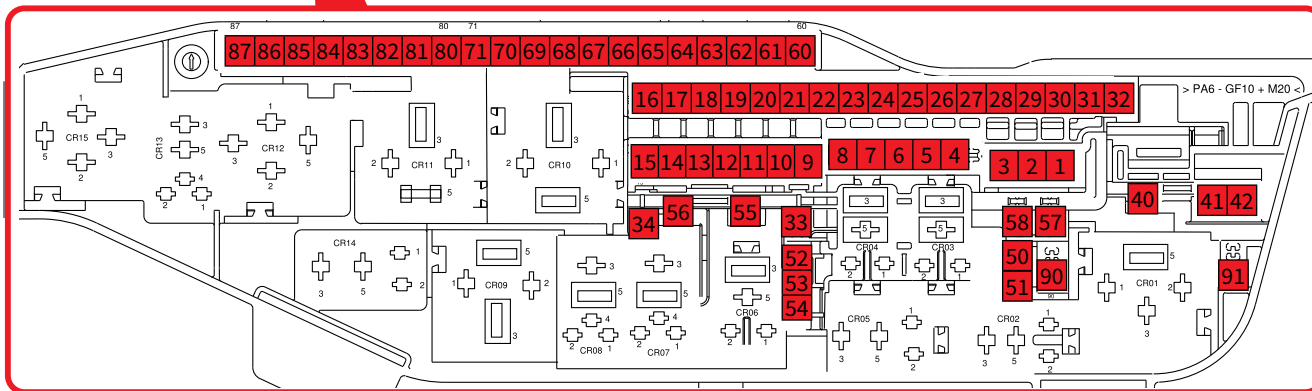 87 80 71 60
87 86 85 84 83 82 81 80 71 70 69 68 67 66 65 64 63 62 61 60
16 17 18 19 20 21 22 23 24 25 26 27 28 29 30 31 32
> PA6 - GF10 + M20 <
15 14 13 12 11 10 9 8 7 6 5 4 3 2 1
1 5 CR15 3 2
CR13 3 5 4 2 1
1 3 CR12 5 2
3 2 CR11 1 5
3 2 CR10 1 5
34 56 55 33
3 5 CR04 2 1
3 5 CR03 2 1
58 57
50 90
51
90
40 41 42
91
52
53
54
CR14 1 3 5 2
5 CR09 2 3
3 5 4 2 CR08 1
3 5 4 2 CR07 1
3 5 CR06 2 1
CR05 1 3 5 2
CR02 1 3 5 2
5 1 CR01 2 3